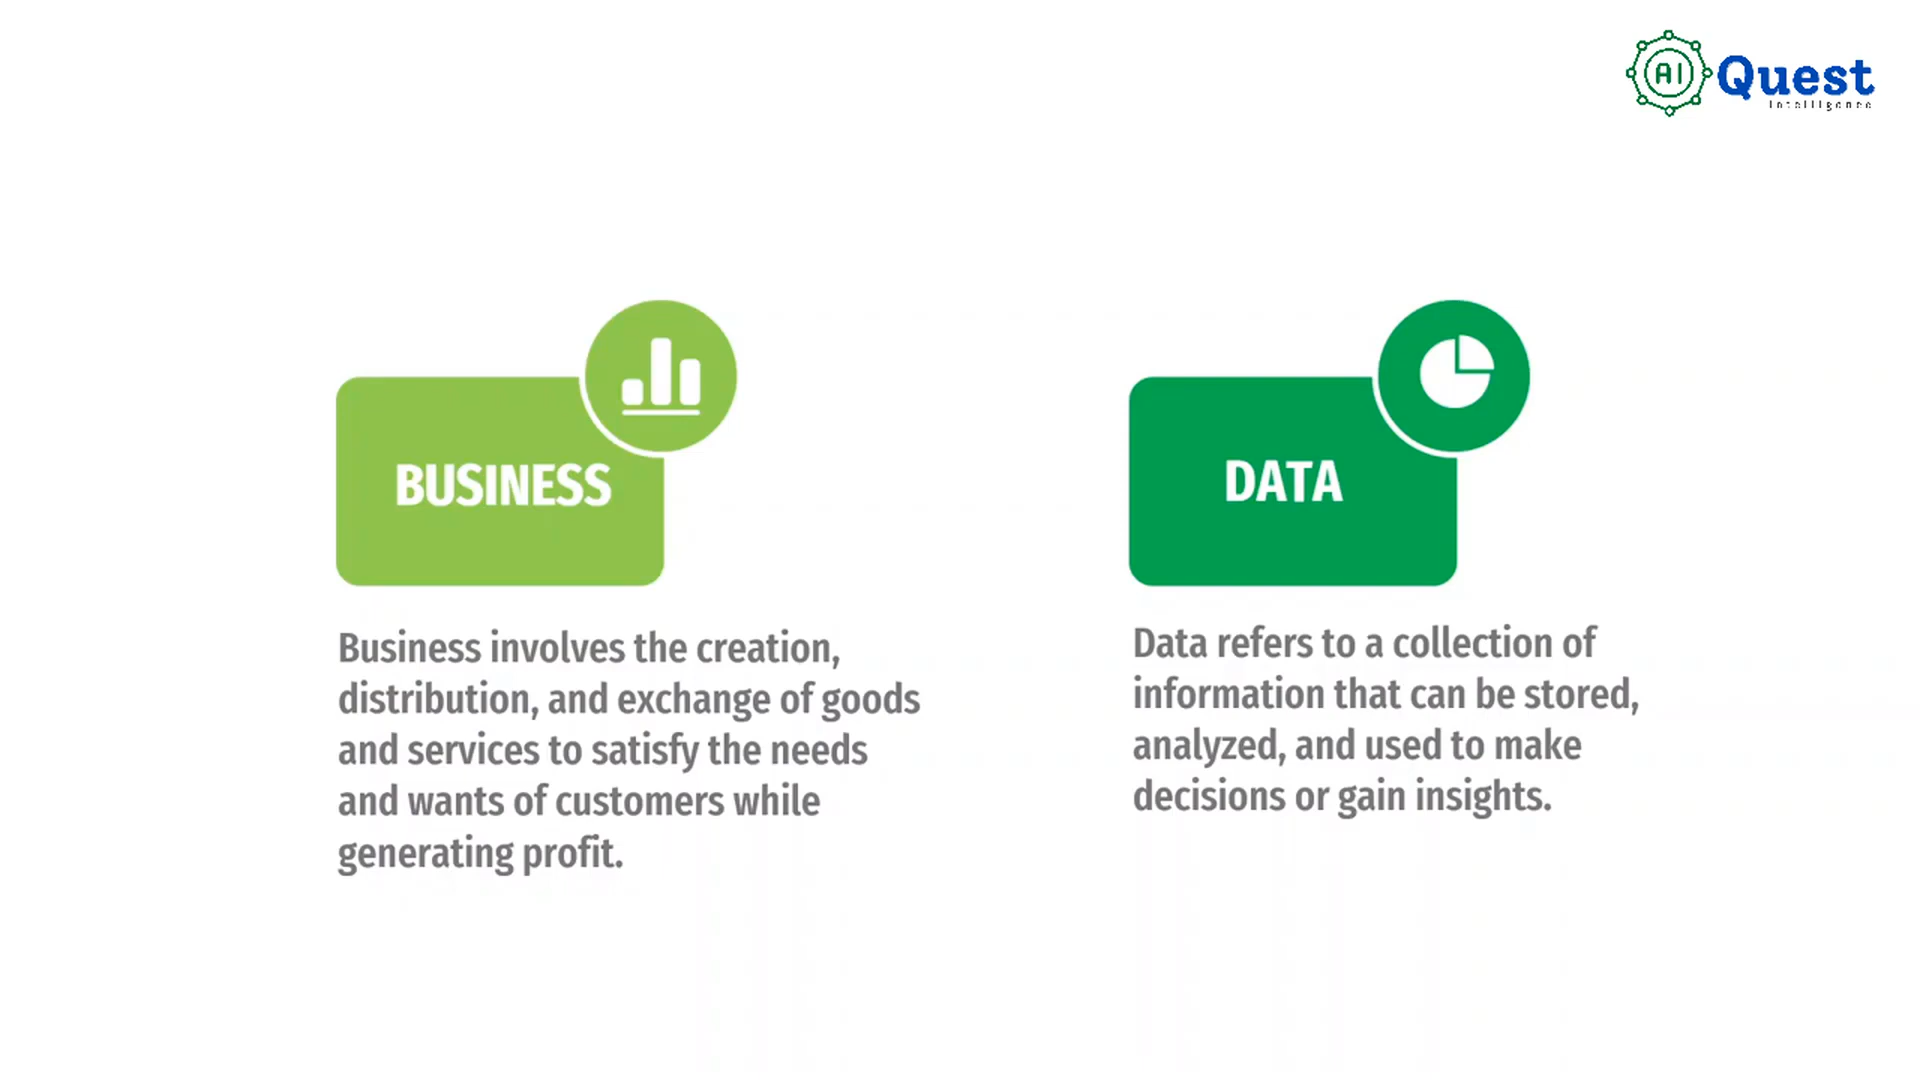 AI Quest
Intelligence
BUSINESS
Business involves the creation,
distribution, and exchange of goods
and services to satisfy the needs
and wants of customers while
generating profit.
DATA
Data refers to a collection of
information that can be stored,
analyzed, and used to make
decisions or gain insights.